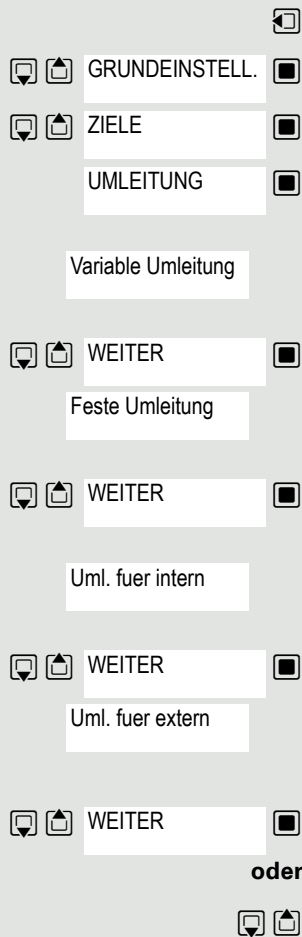 GRUNDEINSTELL.
ZIELE
UMLEITUNG
Variable Umleitung
WEITER
Feste Umleitung
WEITER
Uml. fuer intern
WEITER
Uml. fuer extern
WEITER
oder